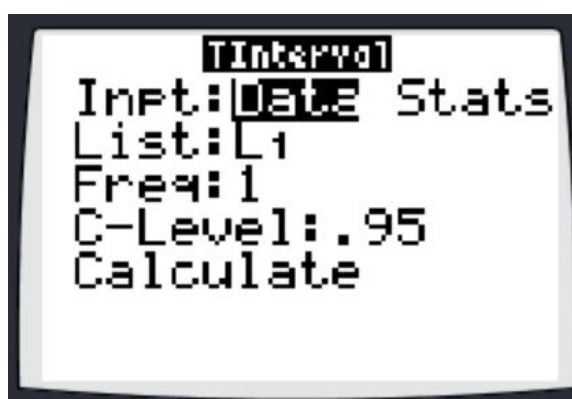 TInterval
Inpt:Data Stats
List:L₁
Freq:1
C-Level:.95
Calculate